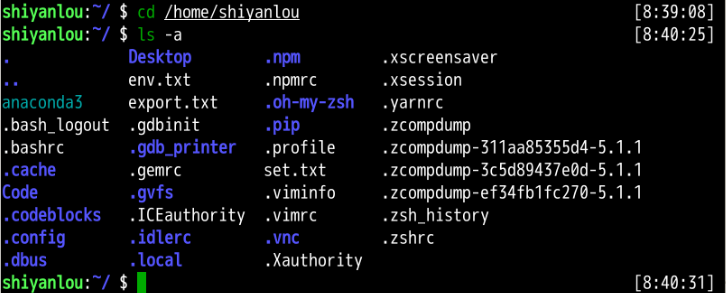 shiyanlou:~/ $ cd /home/shiyanlou [8:39:08]
shiyanlou:~/ $ ls -a [8:40:25]
. Desktop .npm .xscreensaver
.. env.txt .npmrc .xsession
anaconda3 export.txt .oh-my-zsh .yarnrc
.bash_logout .gdbinit .pip .zcompdump
.bashrc .gdb_printer .profile .zcompdump-311aa85355d4-5.1.1
.cache .gemrc set.txt .zcompdump-3c5d89437e0d-5.1.1
Code .gvfs .viminfo .zcompdump-ef34fb1fc270-5.1.1
.codeblocks .ICEauthority .vimrc .zsh_history
.config .idlerc .vnc .zshrc
.dbus .local .Xauthority
shiyanlou:~/ $ [8:40:31]